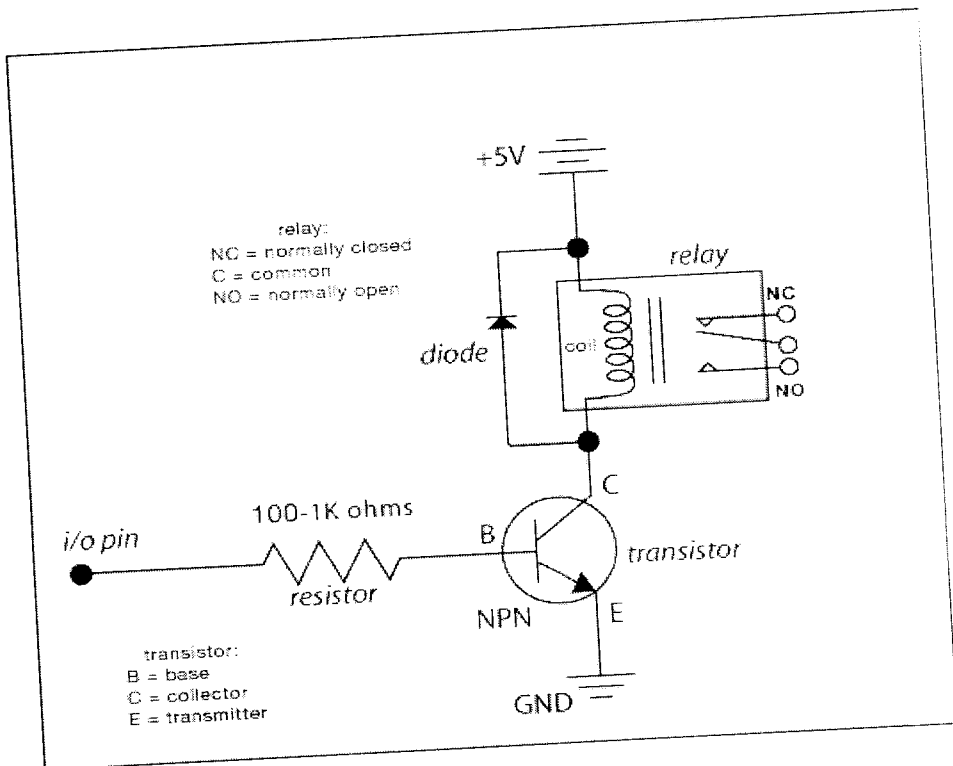 +5V
relay:
NC = normally closed
C = common
NO = normally open
relay
NC
coil
diode
NO
C
100-1K ohms
B
i/o pin
transistor
resistor
NPN
E
transistor:
B = base
C = collector
E = transmitter
GND